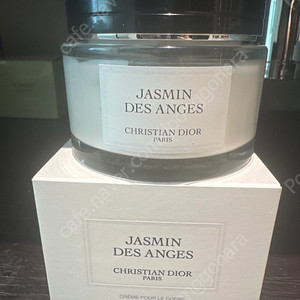 JASMIN
DES ANGES
CHRISTIAN DIOR
PARIS
JASMIN
DES ANGES
CHRISTIAN DIOR
PARIS
CRÈME POUR LE CORPS